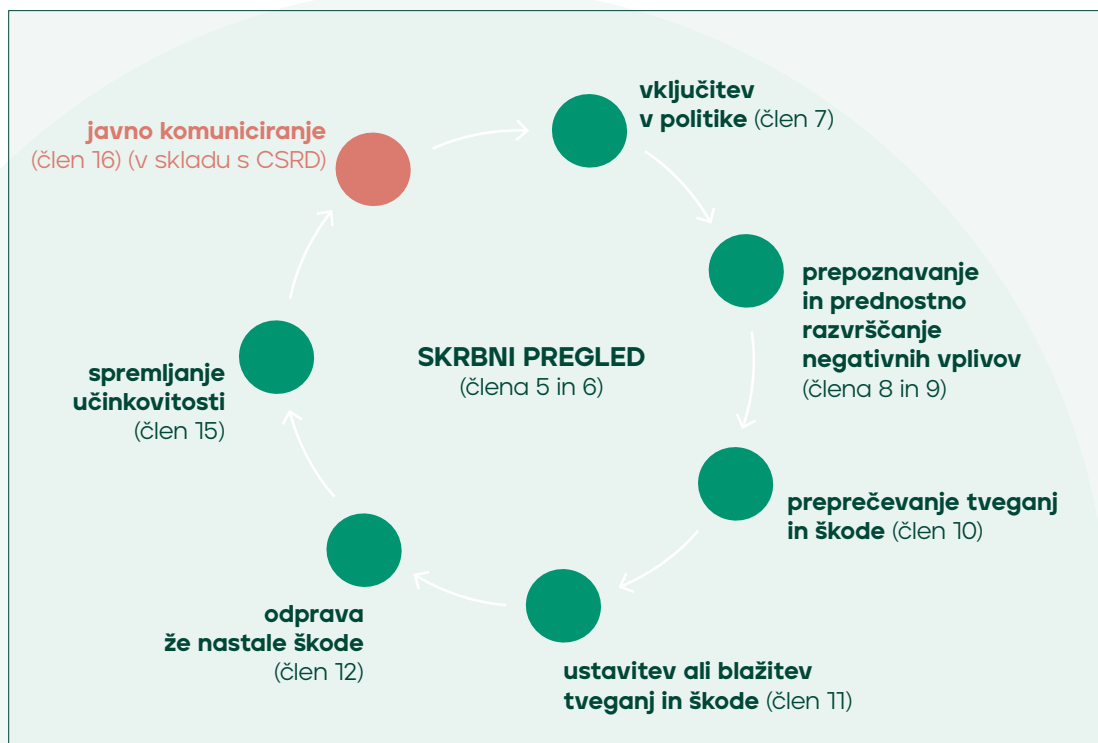 vključitev
v politike (člen 7)
prepoznavanje
in prednostno
razvrščanje
negativnih vplivov
(člena 8 in 9)
preprečevanje tveganj
in škode (člen 10)
ustavitev ali blažitev
tveganj in škode (člen 11)
odprava
že nastale škode
(člen 12)
spremljanje
učinkovitosti
(člen 15)
javno komuniciranje
(člen 16) (v skladu s CSRD)
SKRBNI PREGLED
(člena 5 in 6)